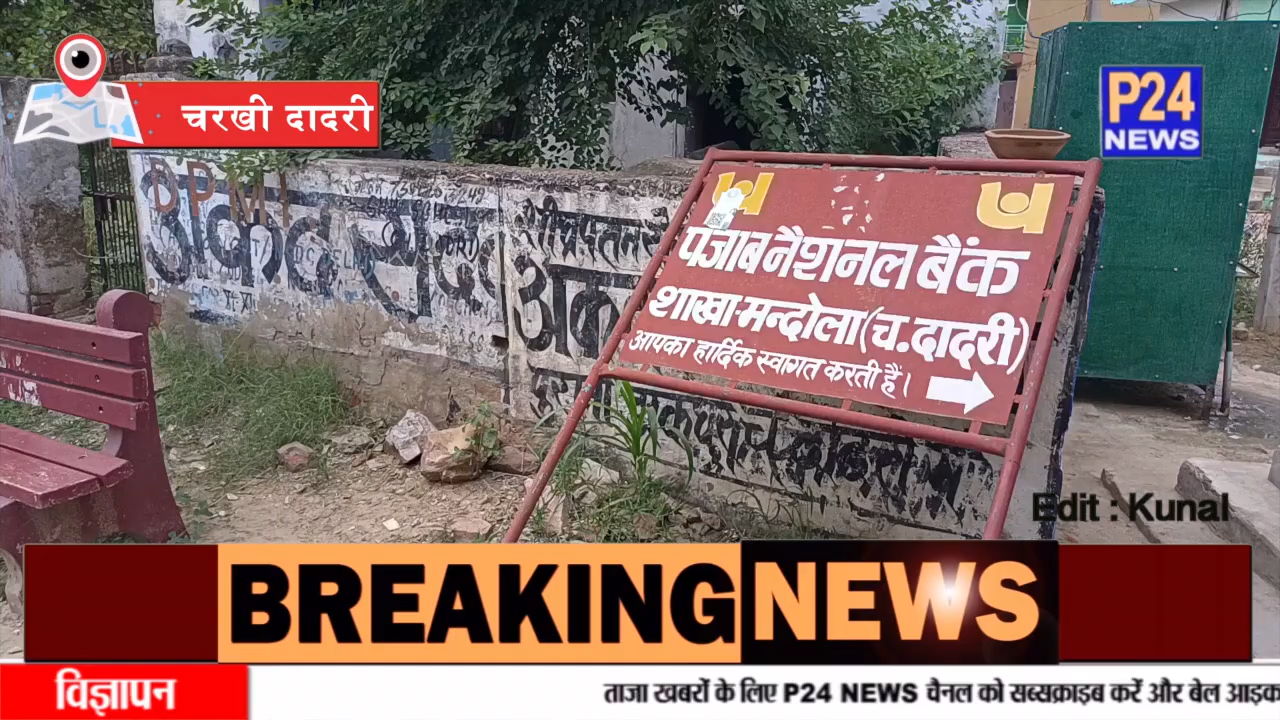 चरखी दादरी
P24
NEWS
DPMI
पंजाब नैशनल बैंक
शाखा-मन्दोला (च.दादरी)
आपका हार्दिक स्वागत करती है।
Edit : Kunal
BREAKING NEWS
विज्ञापन
ताजा खबरों के लिए P24 NEWS चैनल को सब्सक्राइब करें और बेल आइक